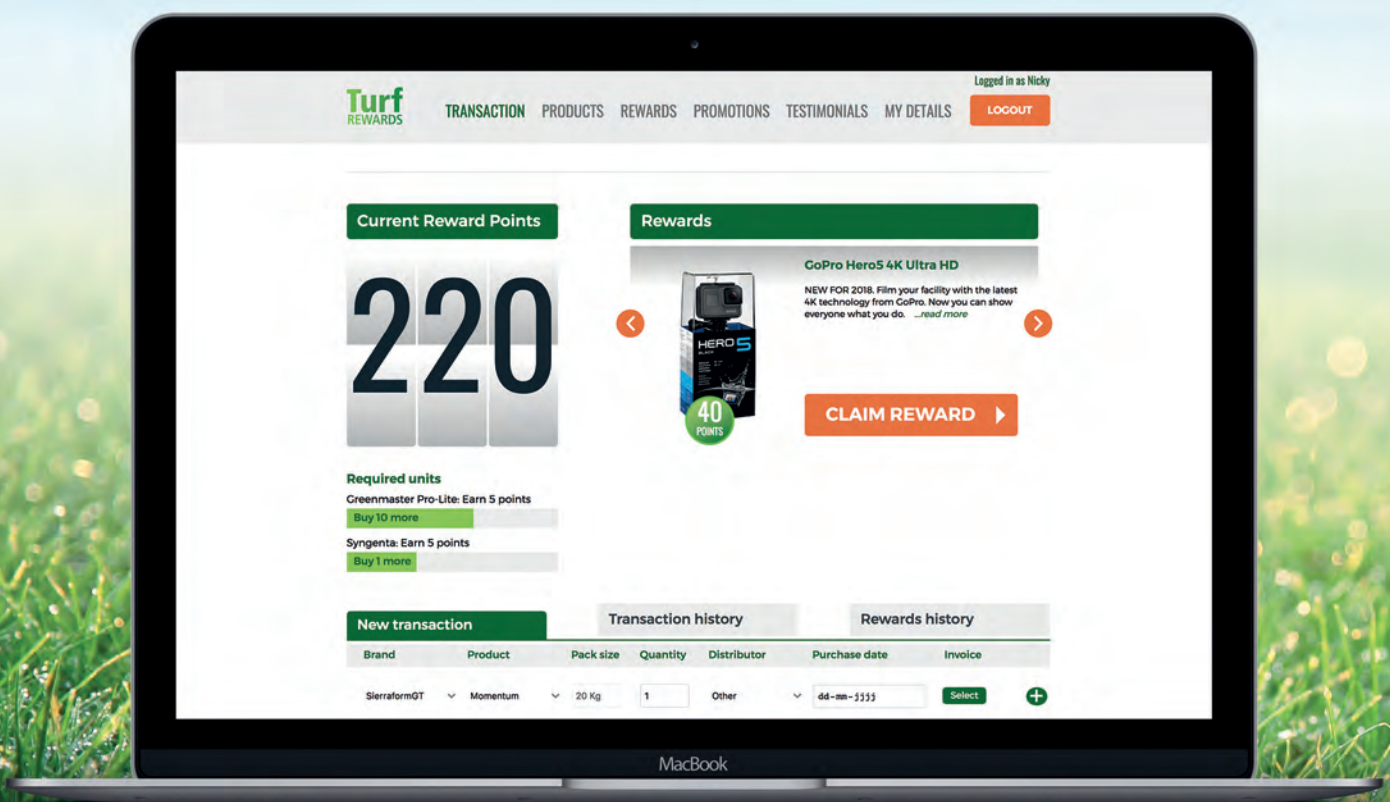 Logged in as Nicky
Turf
REWARDS
TRANSACTION PRODUCTS REWARDS PROMOTIONS TESTIMONIALS MY DETAILS LOGOUT
Current Reward Points
220
Required units
Greenmaster Pro-Lite: Earn 5 points
Buy 10 more
Syngenta: Earn 5 points
Buy 1 more
Rewards
GoPro Hero5 4K Ultra HD
NEW FOR 2018. Film your facility with the latest
4K technology from GoPro. Now you can show
everyone what you do. ...read more
HERO 5
BLACK
40
POINTS
CLAIM REWARD
New transaction Transaction history Rewards history
Brand Product Pack size Quantity Distributor Purchase date Invoice
SierraformGT Momentum 20 Kg 1 Other dd-mm-jjjj Select
MacBook